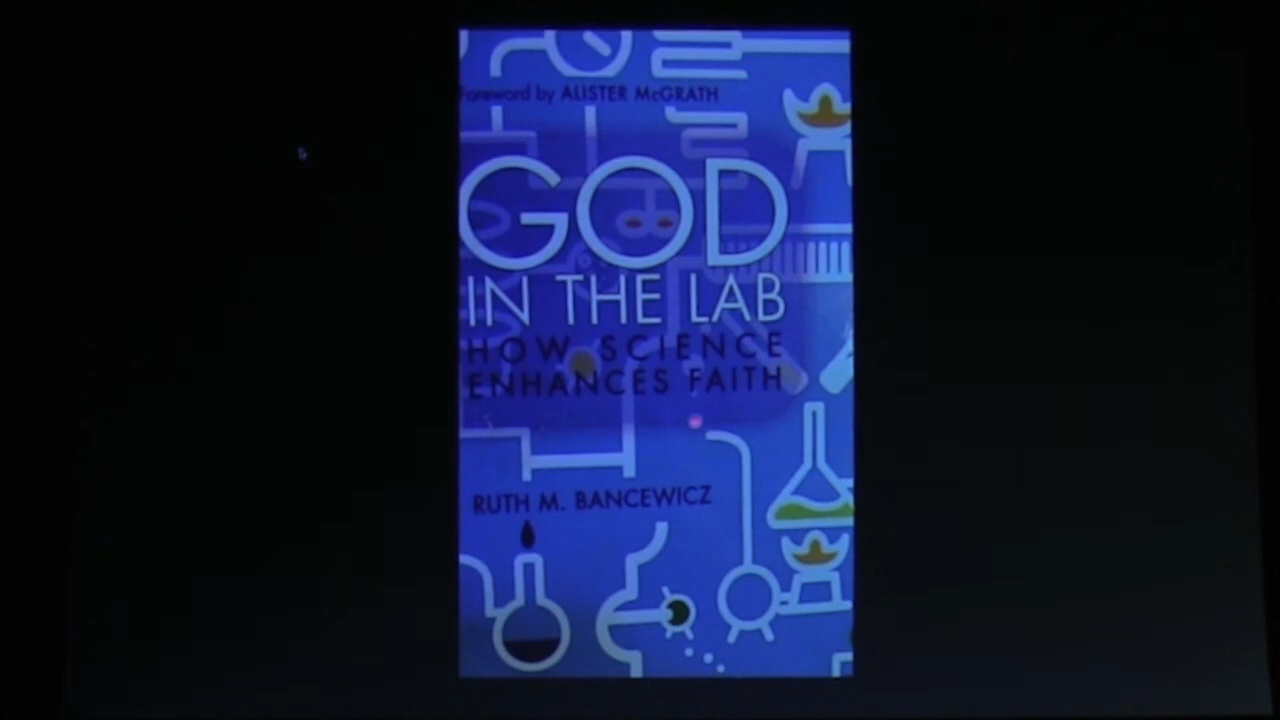 Foreword by ALISTER McGRATH
GOD
IN THE LAB
HOW SCIENCE
ENHANCES FAITH
RUTH M. BANCEWICZ